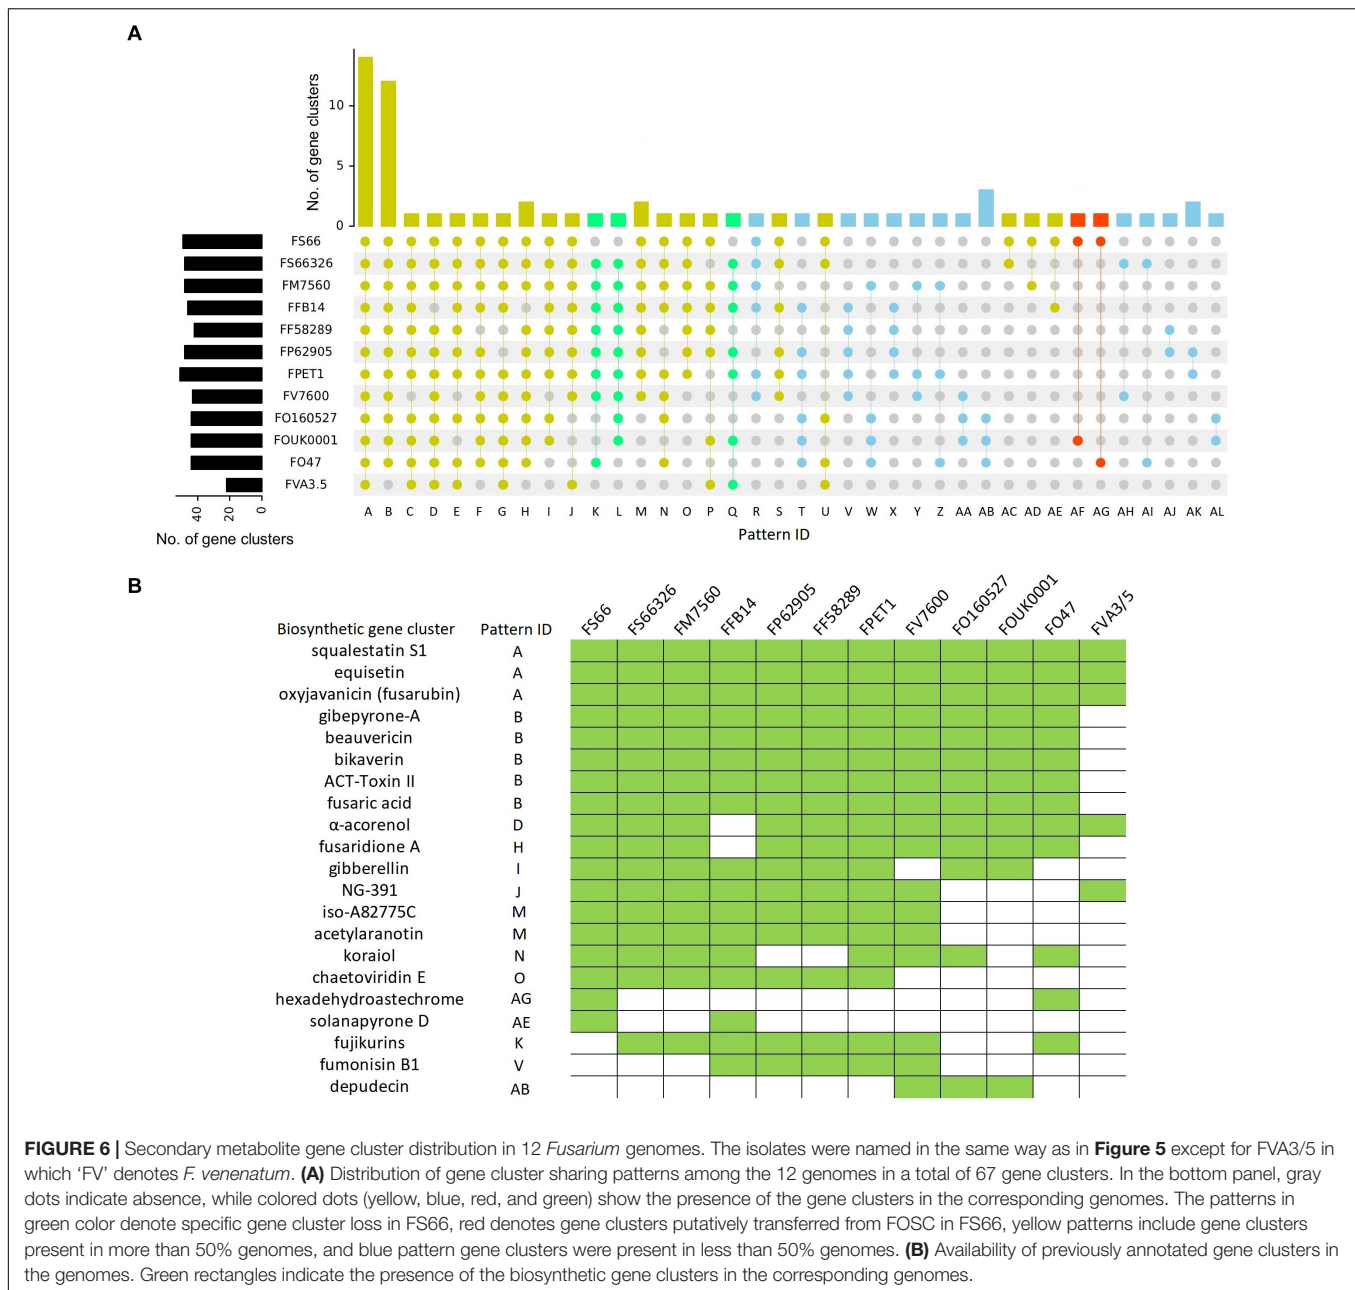 A
No. of gene clusters
10
5
0
FS66
FS66326
FM7560
FFB14
FF58289
FP62905
FPET1
FV7600
FO160527
FOUK0001
FO47
FVA3.5
40 20 0
No. of gene clusters
A B C D E F G H I J K L M N O P Q R S T U V W X Y Z AA AB AC AD AE AF AG AH AI AJ AK AL
Pattern ID
B
Biosynthetic gene cluster Pattern ID FS66 FS66326 FM7560 FFB14 FP62905 FF58289 FPET1 FV7600 FO160527 FOUK0001 FO47 FVA3/5
squalestatin S1 A
equisetin A
oxyjavanicin (fusarubin) A
gibepyrone-A B
beauvericin B
bikaverin B
ACT-Toxin II B
fusaric acid B
α-acorenol D
fusaridione A H
gibberellin I
NG-391 J
iso-A82775C M
acetylaranotin M
koraiol N
chaetoviridin E O
hexadehydroastechrome AG
solanapyrone D AE
fujikurins K
fumonisin B1 V
depudecin AB
FIGURE 6 | Secondary metabolite gene cluster distribution in 12 Fusarium genomes. The isolates were named in the same way as in Figure 5 except for FVA3/5 in
which ‘FV’ denotes F. venenatum. (A) Distribution of gene cluster sharing patterns among the 12 genomes in a total of 67 gene clusters. In the bottom panel, gray
dots indicate absence, while colored dots (yellow, blue, red, and green) show the presence of the gene clusters in the corresponding genomes. The patterns in
green color denote specific gene cluster loss in FS66, red denotes gene clusters putatively transferred from FOSC in FS66, yellow patterns include gene clusters
present in more than 50% genomes, and blue pattern gene clusters were present in less than 50% genomes. (B) Availability of previously annotated gene clusters in
the genomes. Green rectangles indicate the presence of the biosynthetic gene clusters in the corresponding genomes.